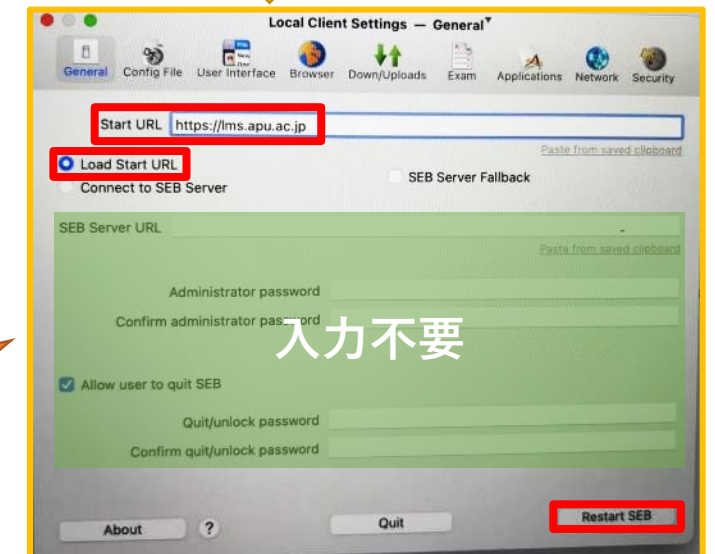 Local Client Settings — General
General Config File User Interface Browser Down/Uploads Exam Applications Network Security
Start URL https://lms.apu.ac.jp
Paste from saved clipboard
Load Start URL
SEB Server Fallback
Connect to SEB Server
SEB Server URL
Paste from saved clipboard
Administrator password
Confirm administrator password
入力不要
Allow user to quit SEB
Quit/unlock password
Confirm quit/unlock password
About ? Quit Restart SEB